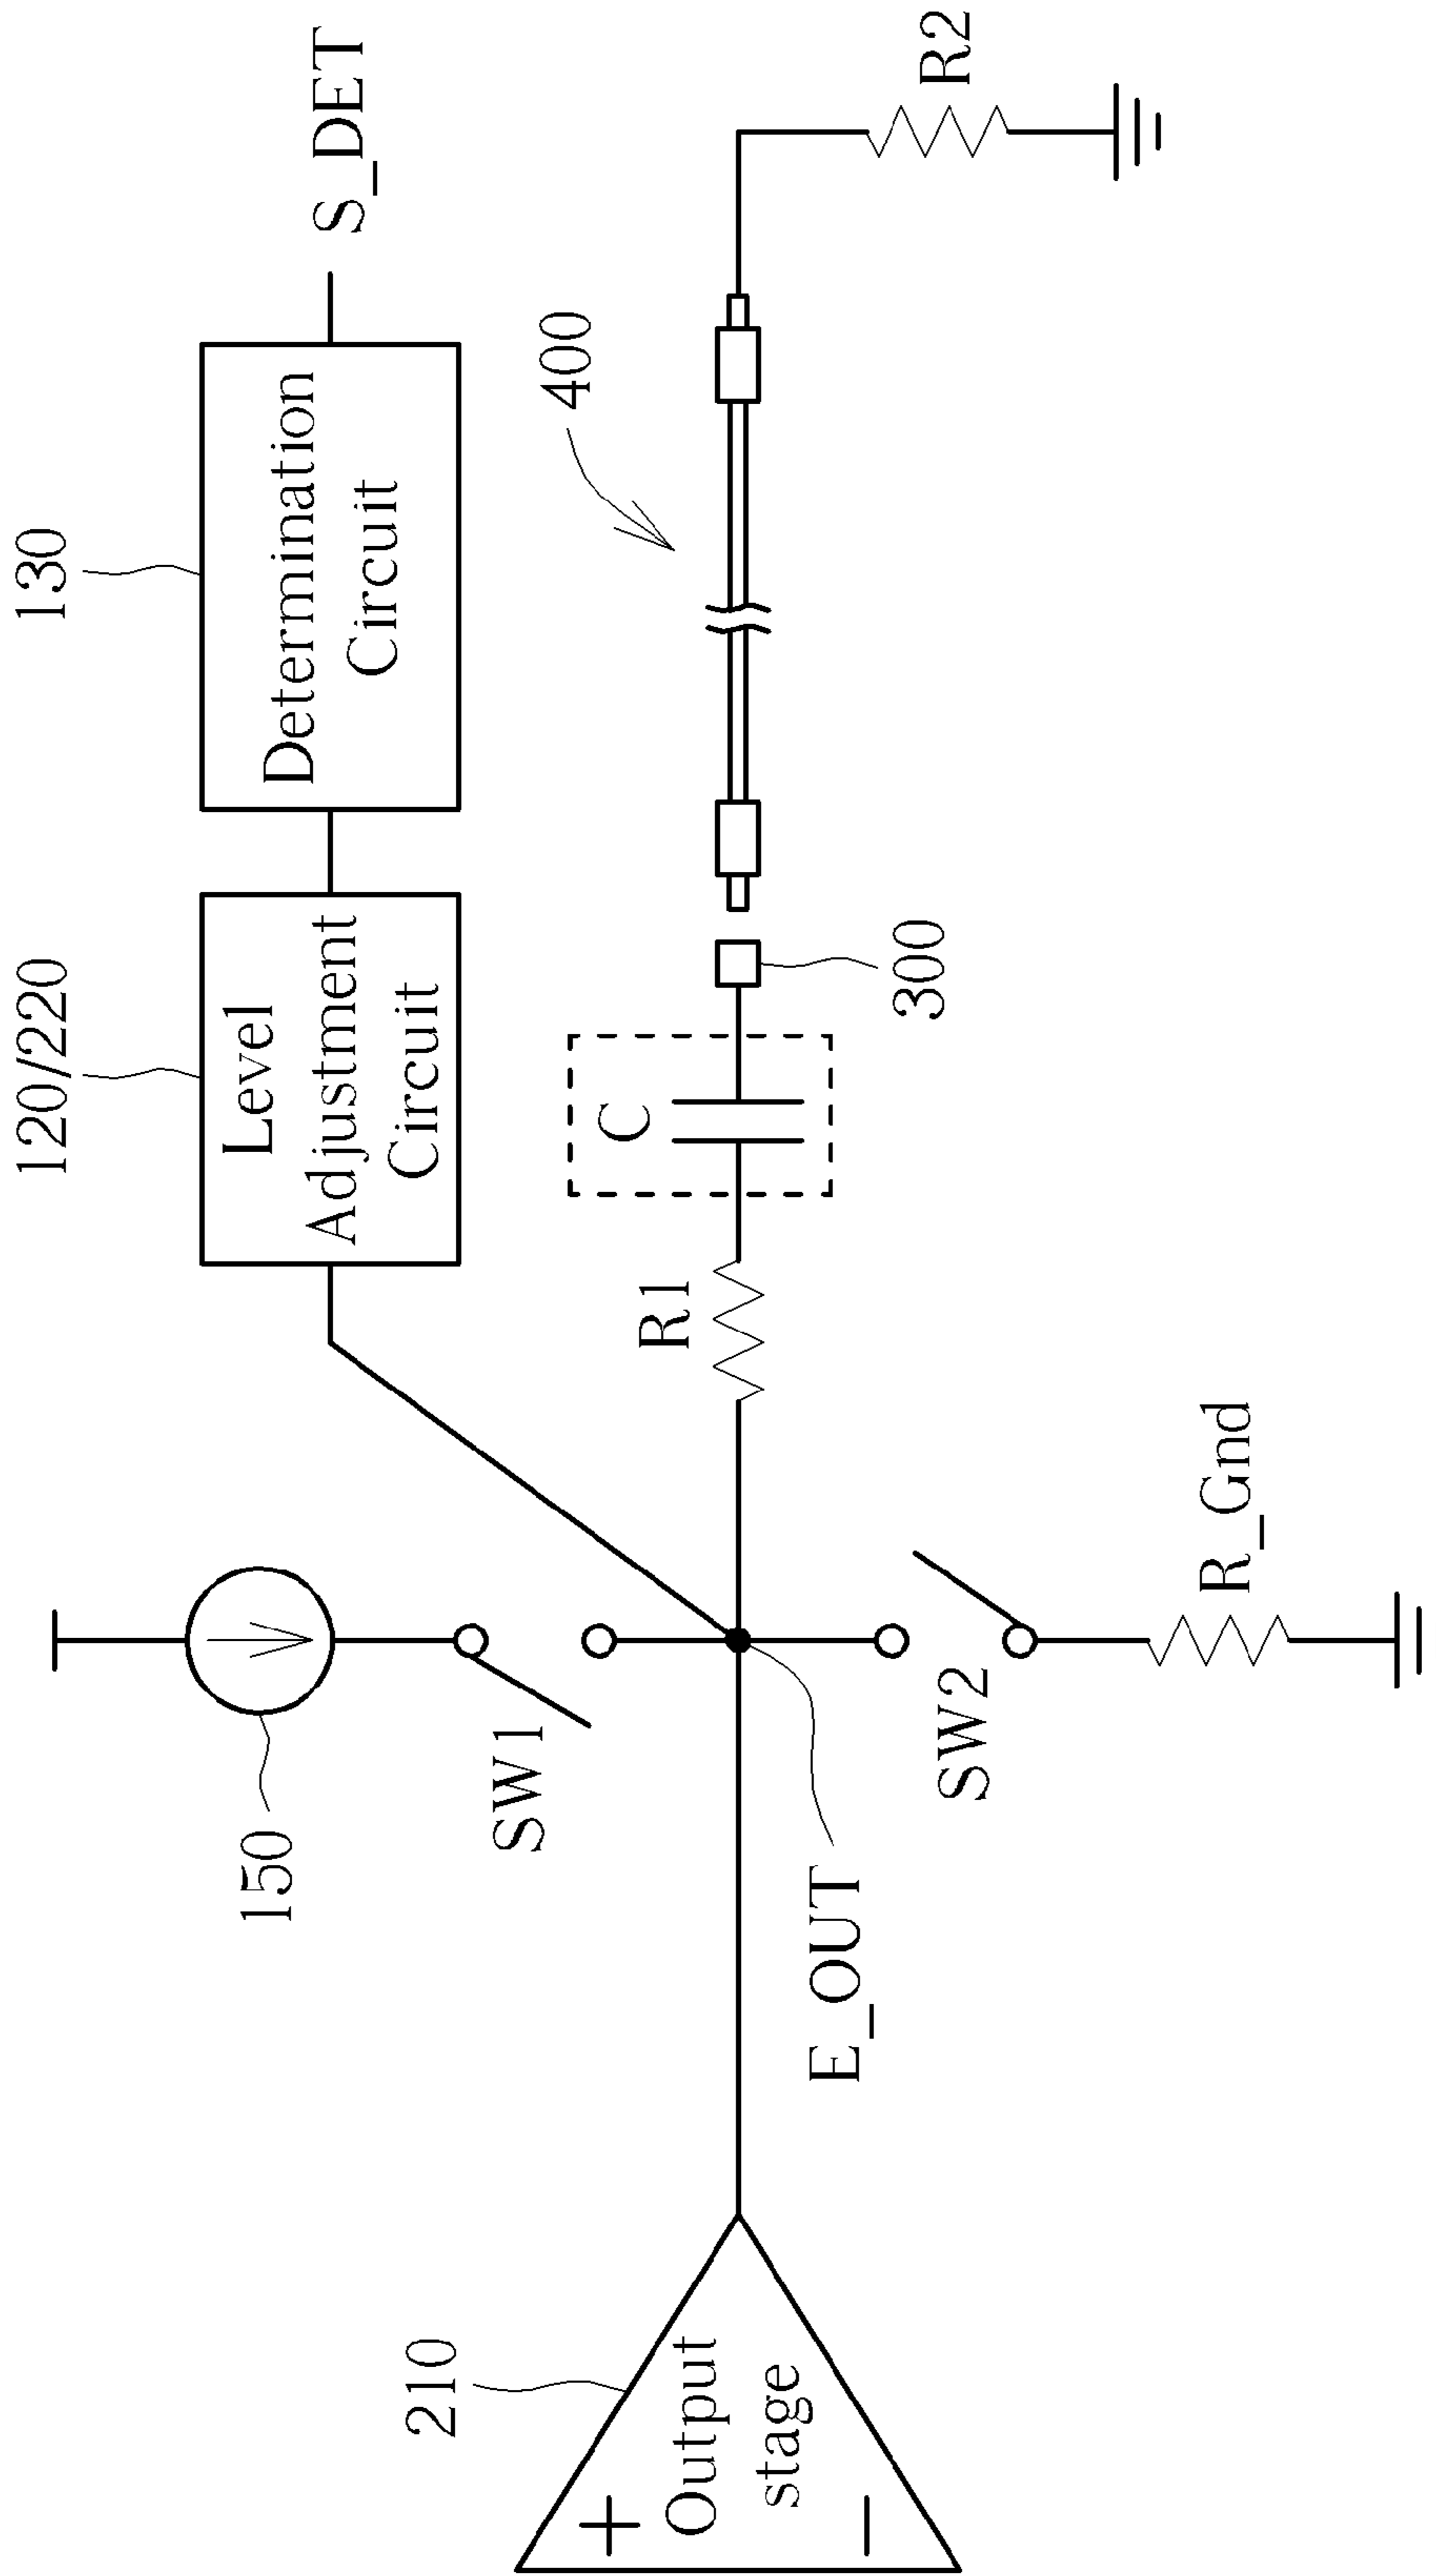 120/220
130
Level
Adjustment
Circuit
Determination
Circuit
S_DET
150
SW1
R1
C
400
210
+
Output
stage
−
E_OUT
SW2
300
R2
R_Gnd